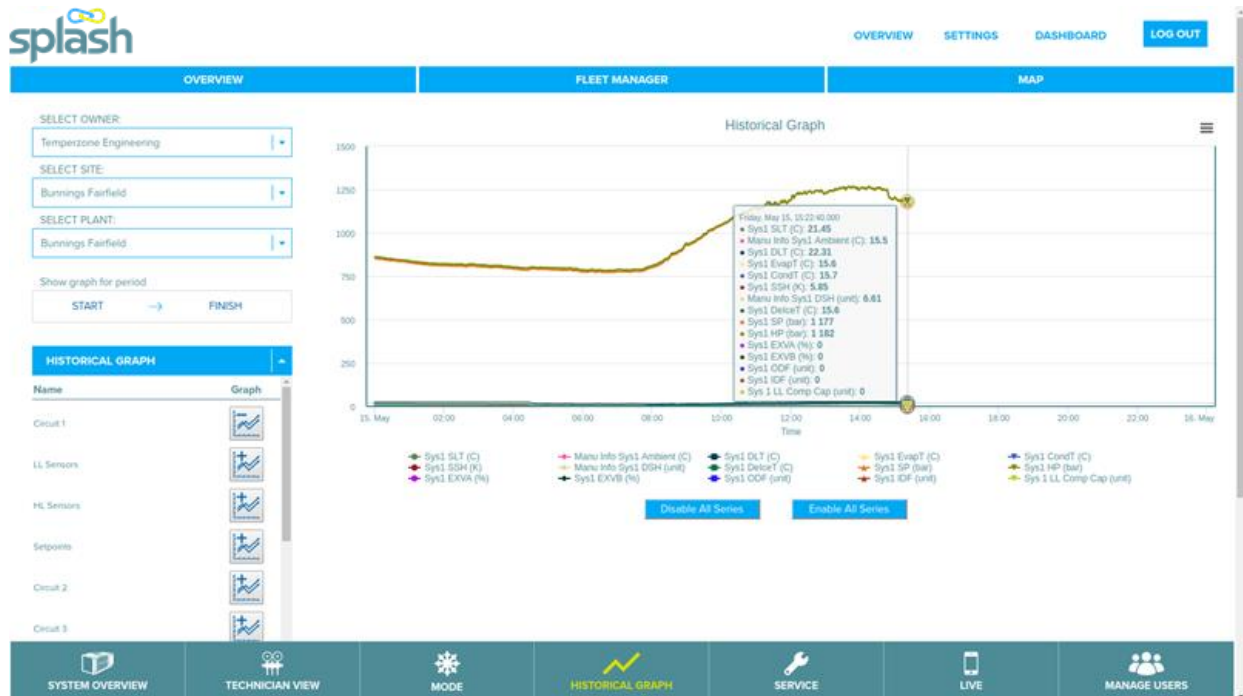 splash
OVERVIEW SETTINGS DASHBOARD LOG OUT
OVERVIEW FLEET MANAGER MAP
SELECT OWNER:
Temperzone Engineering
SELECT SITE:
Bunnings Fairfield
SELECT PLANT:
Bunnings Fairfield
Show graph for period
START → FINISH
HISTORICAL GRAPH
Name Graph
Circuit 1
LL Sensors
HL Sensors
Setpoints
Circuit 2
Circuit 3
Historical Graph
1500
1250
1000
750
500
250
0
Friday, May 15, 15:22:40.000
Sys1 SLT (C): 21.45
Manu Info Sys1 Ambient (C): 15.5
Sys1 DLT (C): 22.31
Sys1 EvapT (C): 15.6
Sys1 CondT (C): 15.7
Sys1 SSH (K): 5.85
Manu Info Sys1 DSH (unit): 6.61
Sys1 DeIceT (C): 15.6
Sys1 SP (bar): 1 177
Sys1 HP (bar): 1 182
Sys1 EXVA (%): 0
Sys1 EXVB (%): 0
Sys1 ODF (unit): 0
Sys1 IDF (unit): 0
Sys 1 LL Comp Cap (unit): 0
15. May 02:00 04:00 06:00 08:00 10:00 12:00 14:00 16:00 18:00 20:00 22:00 16. May
Time
Sys1 SLT (C) Manu Info Sys1 Ambient (C) Sys1 DLT (C) Sys1 EvapT (C) Sys1 CondT (C)
Sys1 SSH (K) Manu Info Sys1 DSH (unit) Sys1 DeIceT (C) Sys1 SP (bar) Sys1 HP (bar)
Sys1 EXVA (%) Sys1 EXVB (%) Sys1 ODF (unit) Sys1 IDF (unit) Sys 1 LL Comp Cap (unit)
Disable All Series Enable All Series
SYSTEM OVERVIEW TECHNICIAN VIEW MODE HISTORICAL GRAPH SERVICE LIVE MANAGE USERS